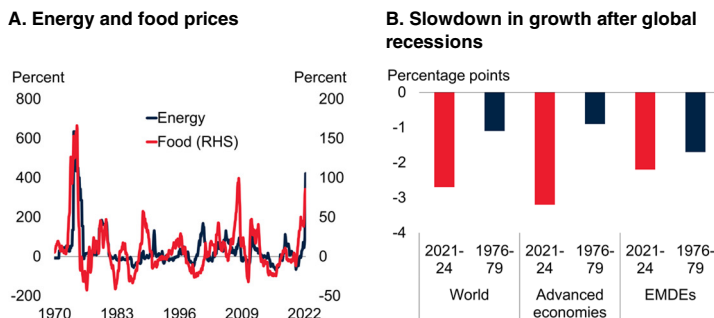 A. Energy and food prices
Percent
Percent
800
600
400
200
0
-200
200
150
100
50
0
-50
Energy
Food (RHS)
1970
1983
1996
2009
2022
B. Slowdown in growth after global
recessions
Percentage points
0
-1
-2
-3
-4
2021-
24
1976-
79
2021-
24
1976-
79
2021-
24
1976-
79
World
Advanced
economies
EMDEs